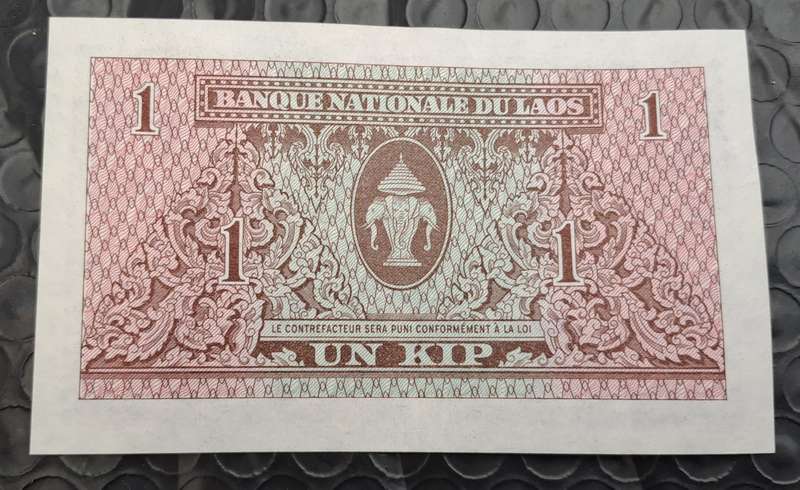 1 BANQUE NATIONALE DU LAOS 1
1 1
LE CONTREFACTEUR SERA PUNI CONFORMÉMENT À LA LOI
UN KIP